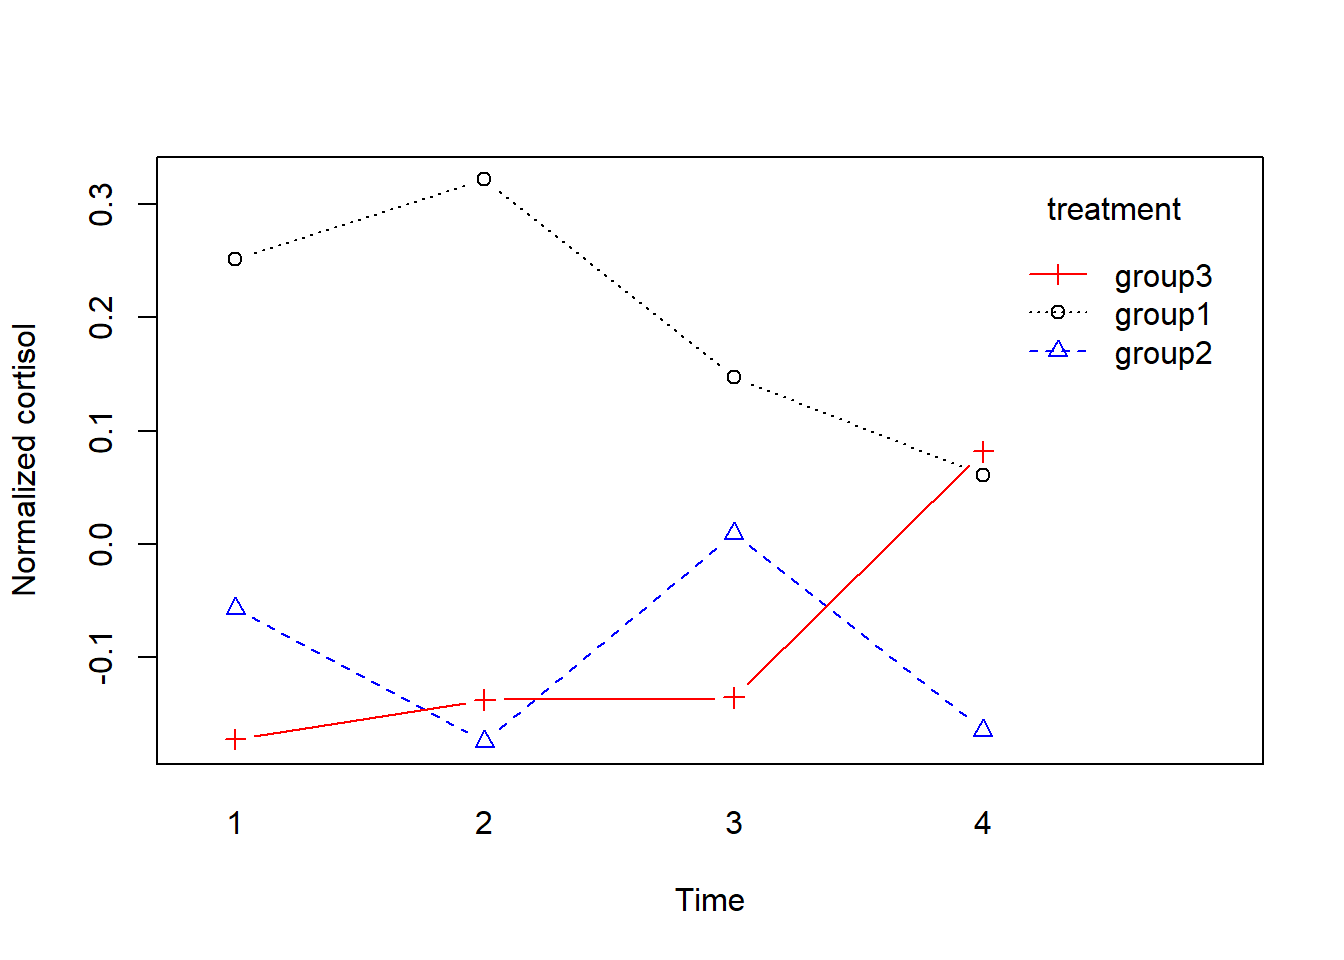 treatment
group3
group1
group2
Normalized cortisol
0.3
0.2
0.1
0.0
-0.1
1 2 3 4
Time